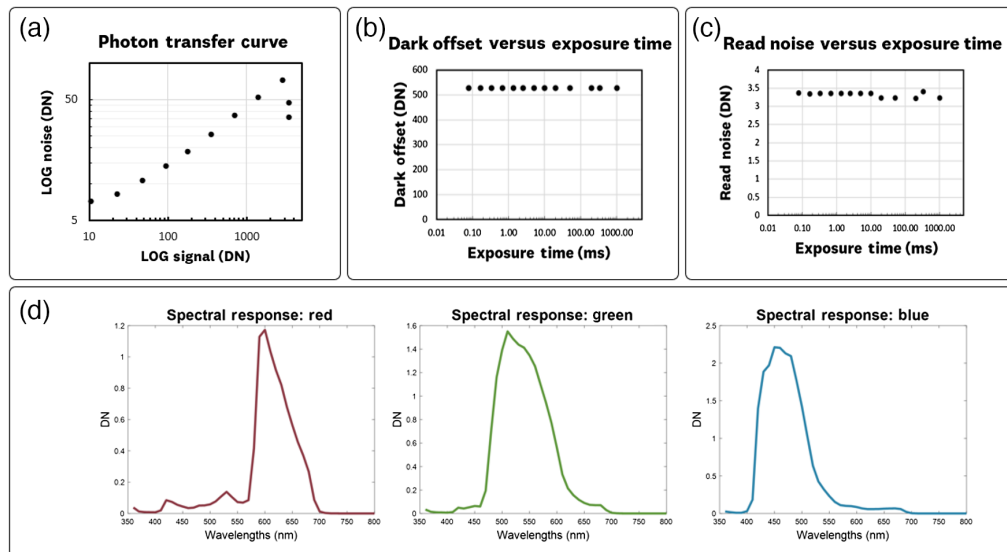 (a)
Photon transfer curve
LOG noise (DN)
50
5
10 100 1000
LOG signal (DN)
(b)
Dark offset versus exposure time
Dark offset (DN)
600
500
400
300
200
100
0
0.01 0.10 1.00 10.00 100.00 1000.00
Exposure time (ms)
(c)
Read noise versus exposure time
Read noise (DN)
4
3.5
3
2.5
2
1.5
1
0.5
0
0.01 0.10 1.00 10.00 100.00 1000.00
Exposure time (ms)
(d)
Spectral response: red
DN
1.2
1
0.8
0.6
0.4
0.2
0
350 400 450 500 550 600 650 700 750 800
Wavelengths (nm)
Spectral response: green
DN
1.6
1.4
1.2
1
0.8
0.6
0.4
0.2
0
350 400 450 500 550 600 650 700 750 800
Wavelengths (nm)
Spectral response: blue
DN
2.5
2
1.5
1
0.5
0
350 400 450 500 550 600 650 700 750 800
Wavelengths (nm)